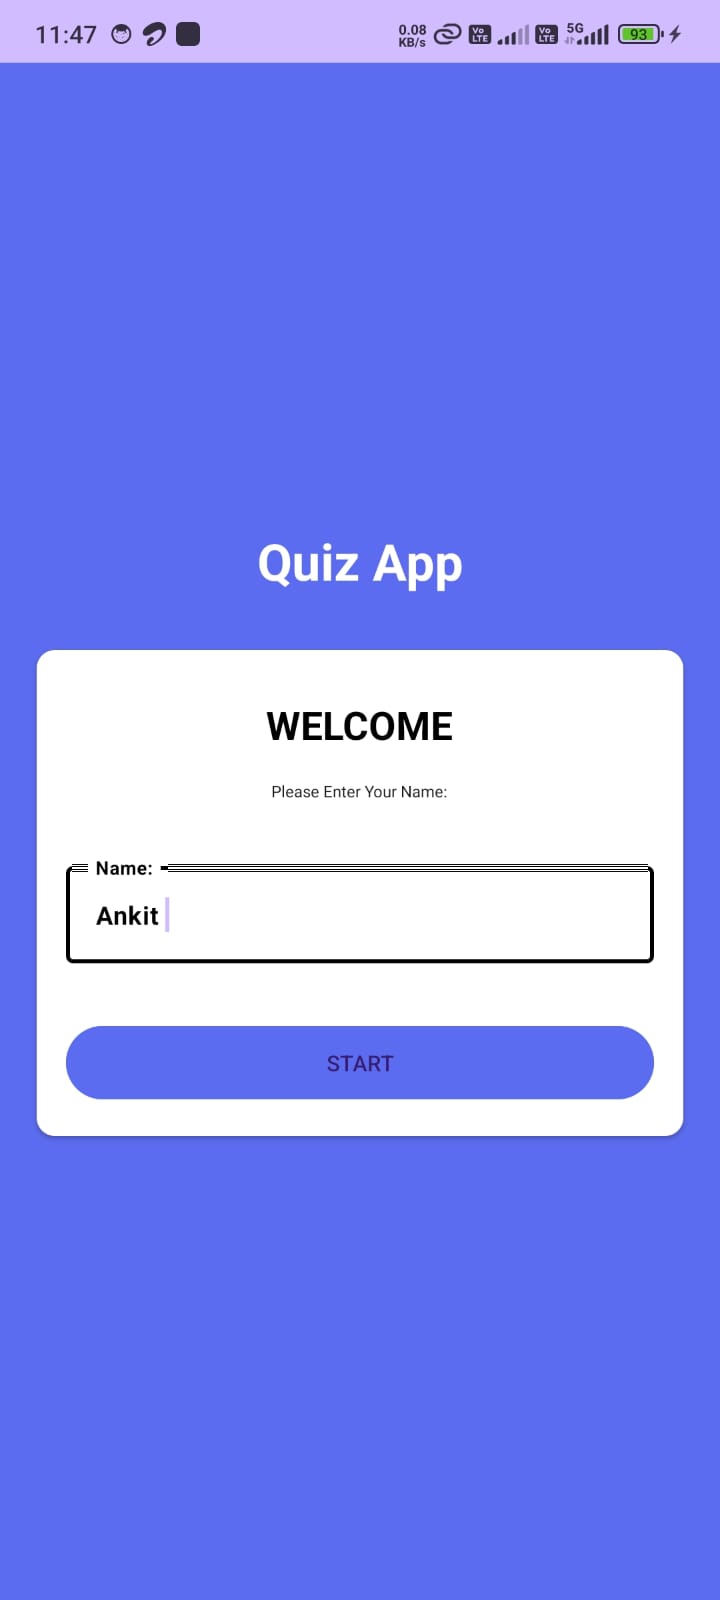 11:47
0.08
KB/s
Vo
LTE
Vo
LTE
5G
93
Quiz App
WELCOME
Please Enter Your Name:
Name:
Ankit
START